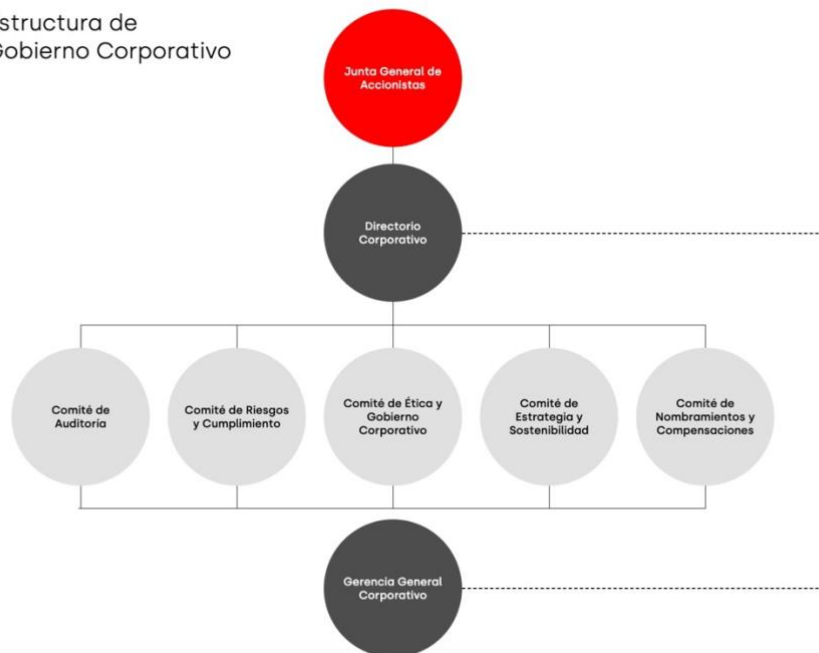 structura de
Gobierno Corporativo
Junta General de
Accionistas
Directorio
Corporativo
Comité de
Auditoría
Comité de Riesgos
y Cumplimiento
Comité de Ética y
Gobierno
Corporativo
Comité de
Estrategia y
Sostenibilidad
Comité de
Nombramientos y
Compensaciones
Gerencia General
Corporativo